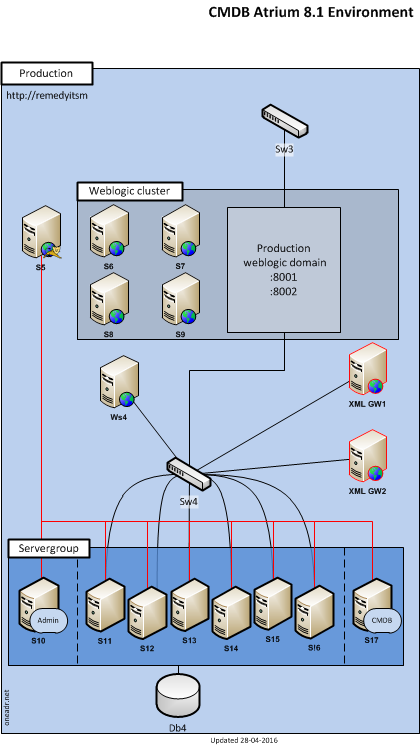 CMDB Atrium 8.1 Environment
Production
http://remedyitsm
Sw3
Weblogic cluster
S5
S6
S7
Production
weblogic domain
:8001
:8002
S8
S9
Ws4
XML GW1
XML GW2
Sw4
Servergroup
Admin
CMDB
S10
S11
S12
S13
S14
S15
S!6
S17
Db4
oneadr.net
Updated 28-04-2016